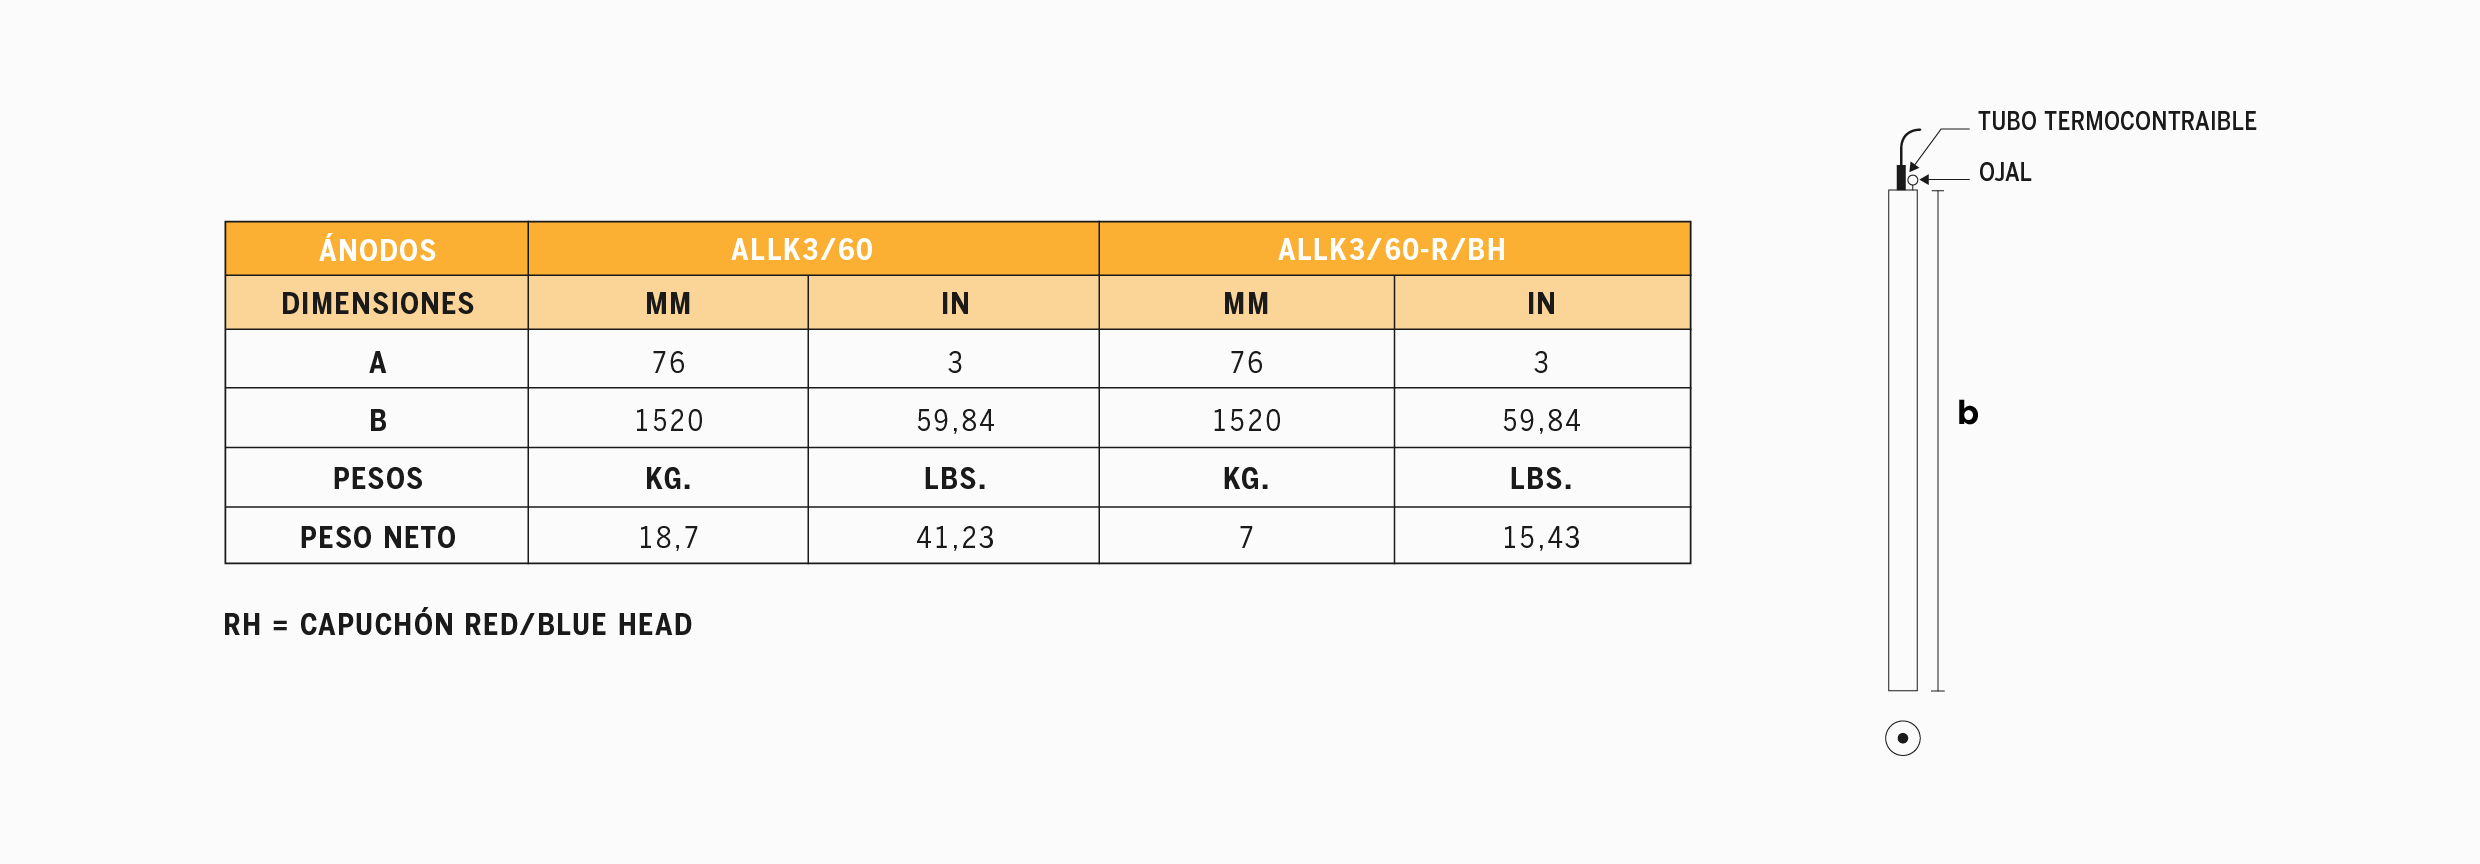 ÁNODOS ALLK3/60 ALLK3/60-R/BH
DIMENSIONES MM IN MM IN
A 76 3 76 3
B 1520 59,84 1520 59,84
PESOS KG. LBS. KG. LBS.
PESO NETO 18,7 41,23 7 15,43
RH = CAPUCHÓN RED/BLUE HEAD
TUBO TERMOCONTRAIBLE
OJAL
b